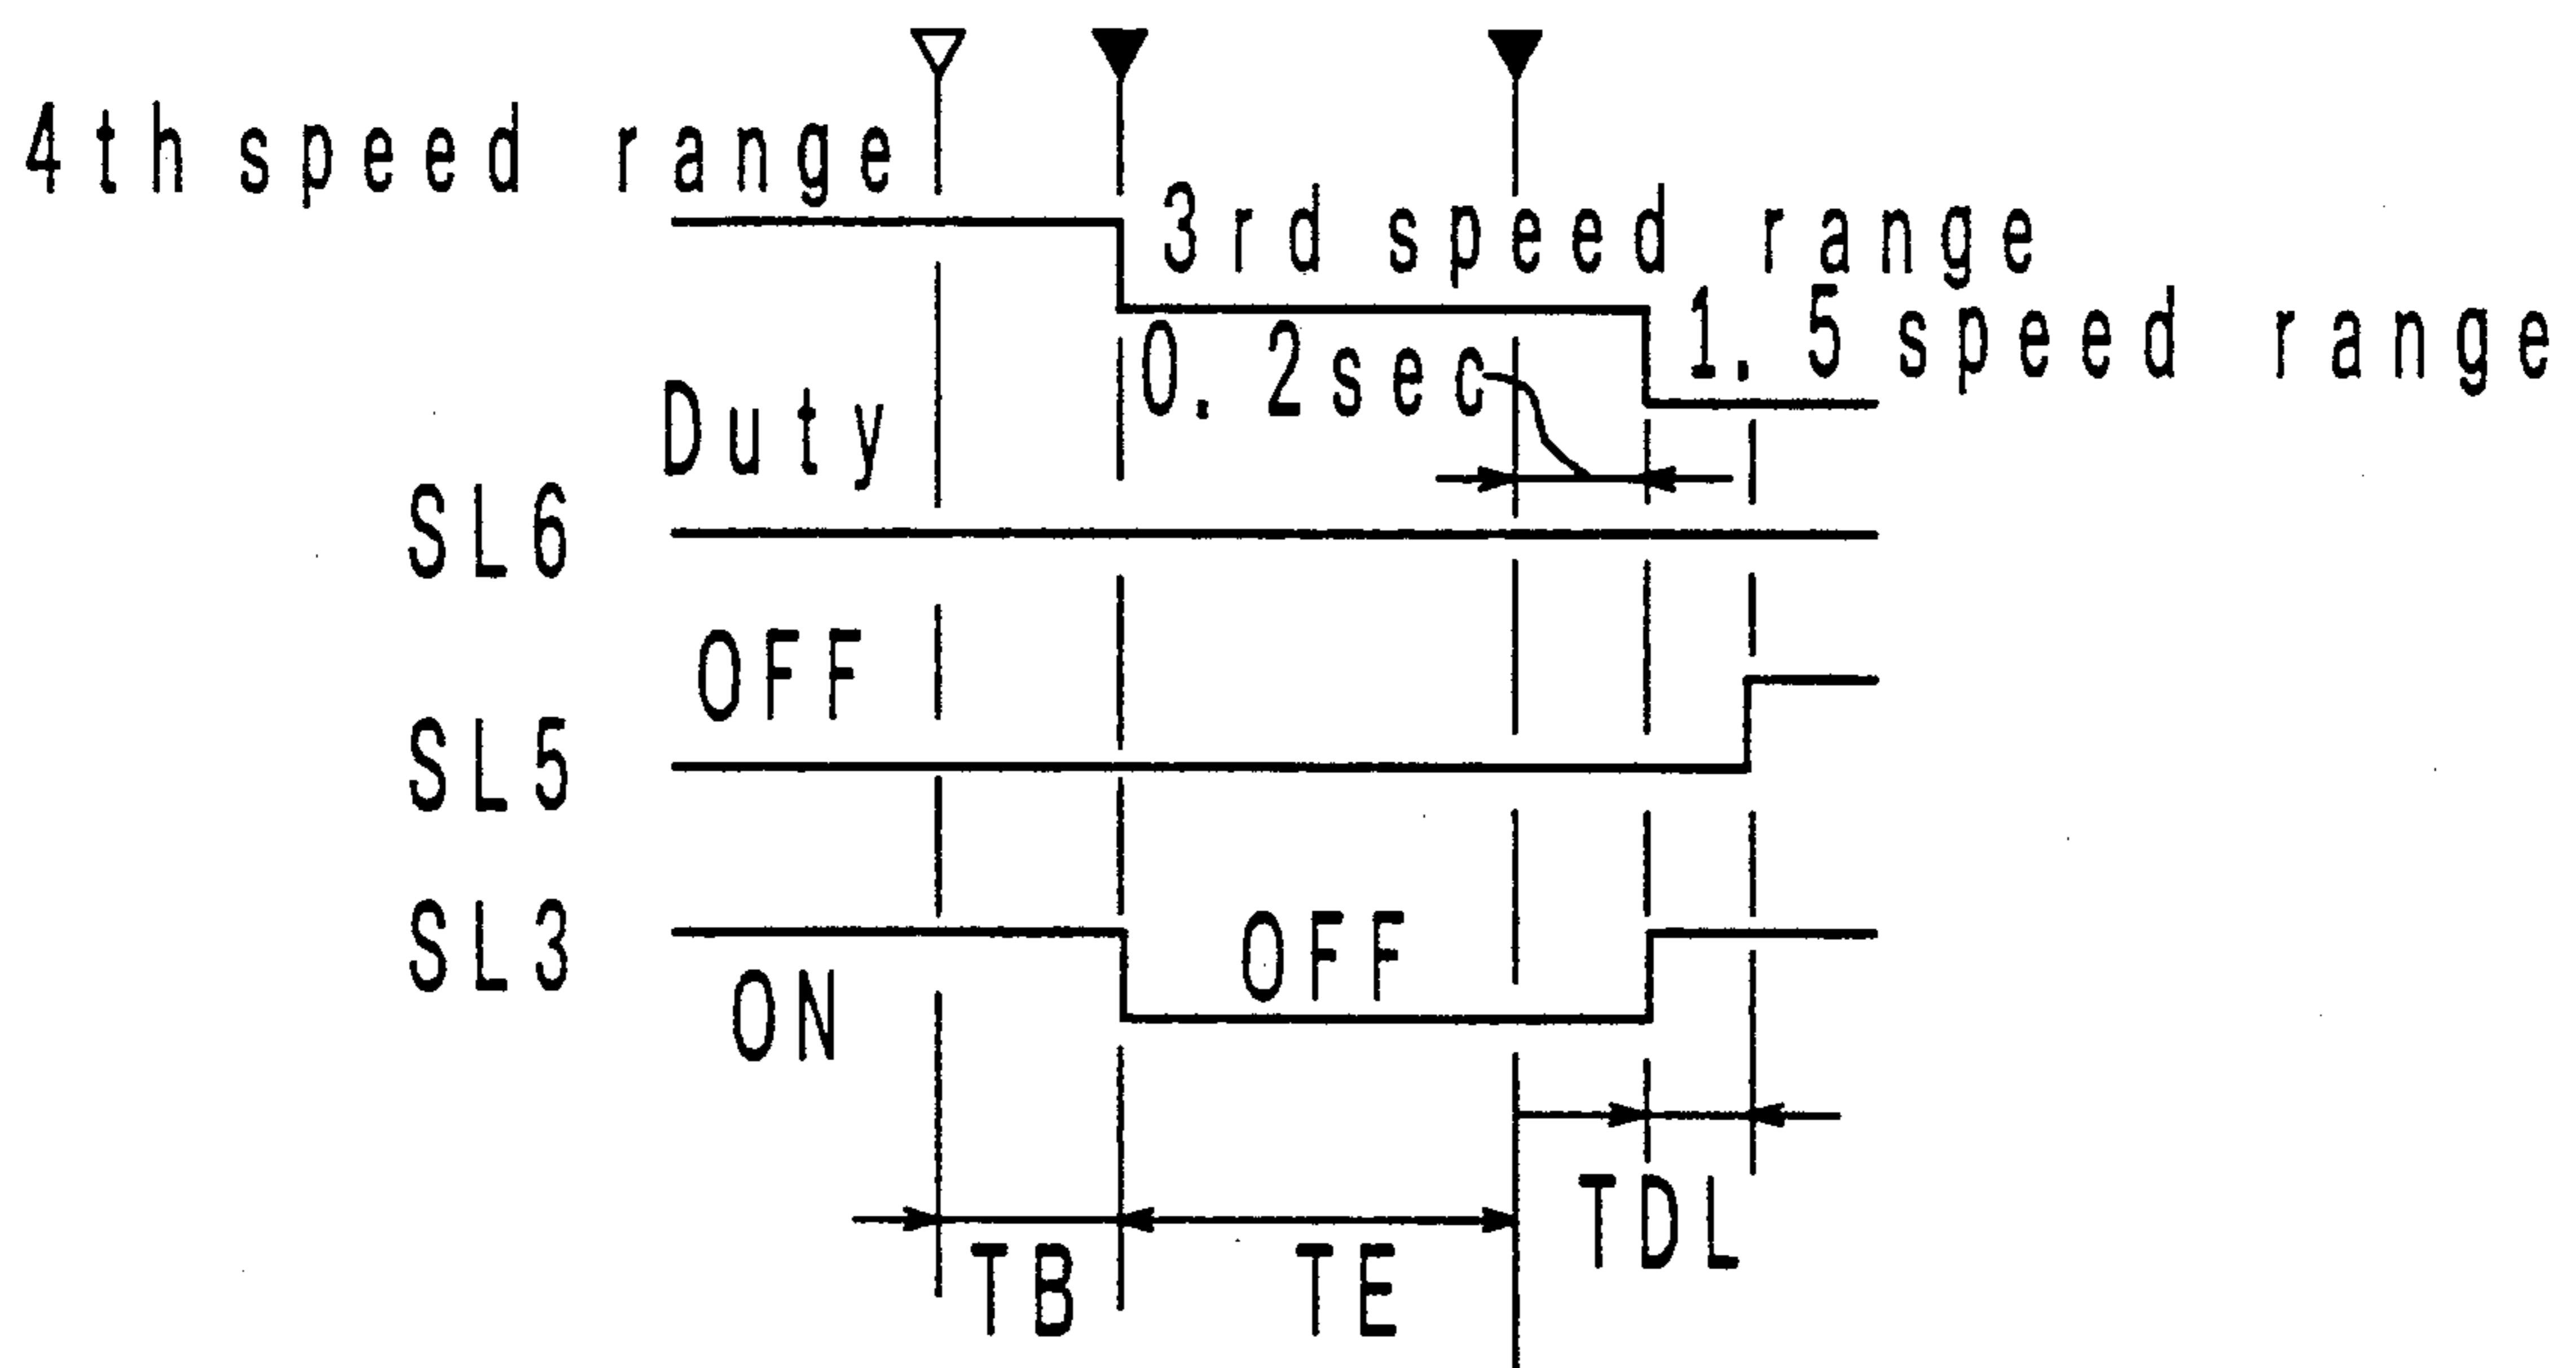 4th speed range
3rd speed range
1.5 speed range
0.2sec
Duty
SL6
OFF
SL5
SL3
OFF
ON
TDL
TB
TE